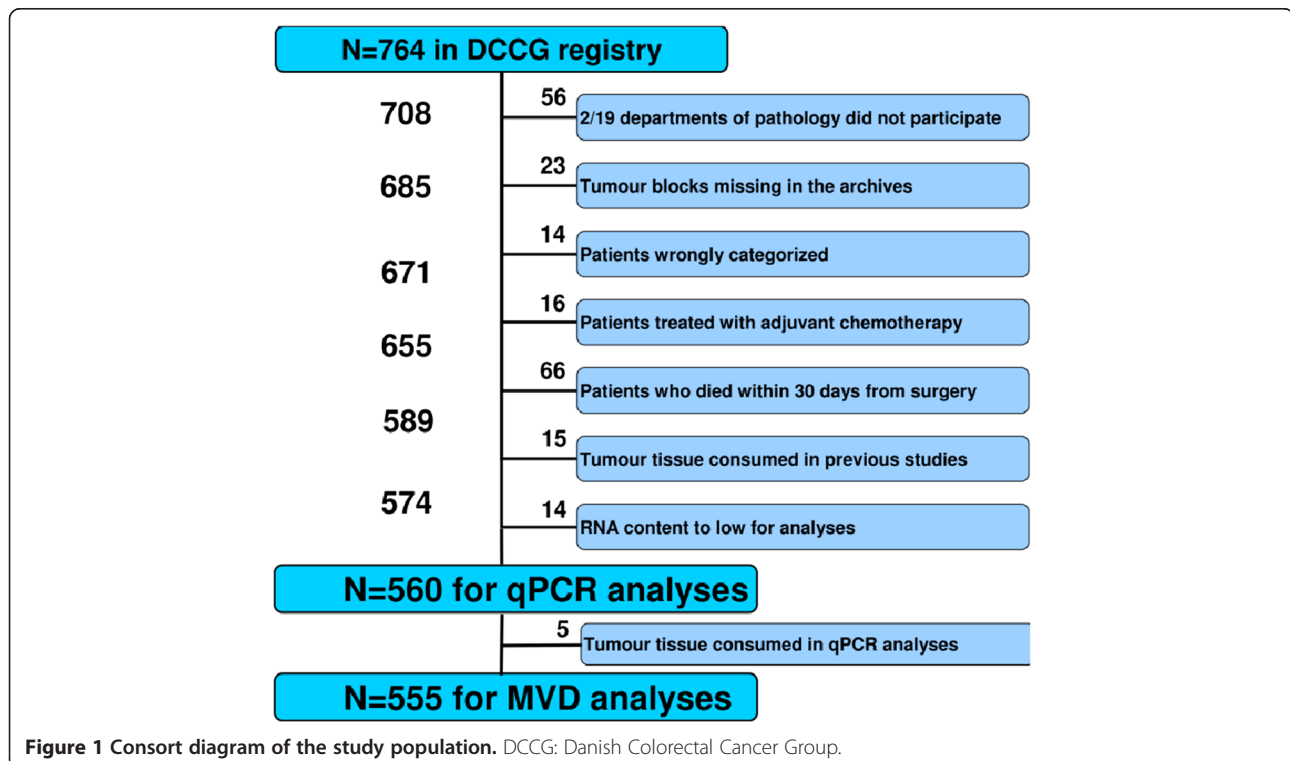 N=764 in DCCG registry
708
56
2/19 departments of pathology did not participate
685
23
Tumour blocks missing in the archives
14
Patients wrongly categorized
671
16
Patients treated with adjuvant chemotherapy
655
66
Patients who died within 30 days from surgery
589
15
Tumour tissue consumed in previous studies
574
14
RNA content to low for analyses
N=560 for qPCR analyses
5
Tumour tissue consumed in qPCR analyses
N=555 for MVD analyses
Figure 1 Consort diagram of the study population. DCCG: Danish Colorectal Cancer Group.